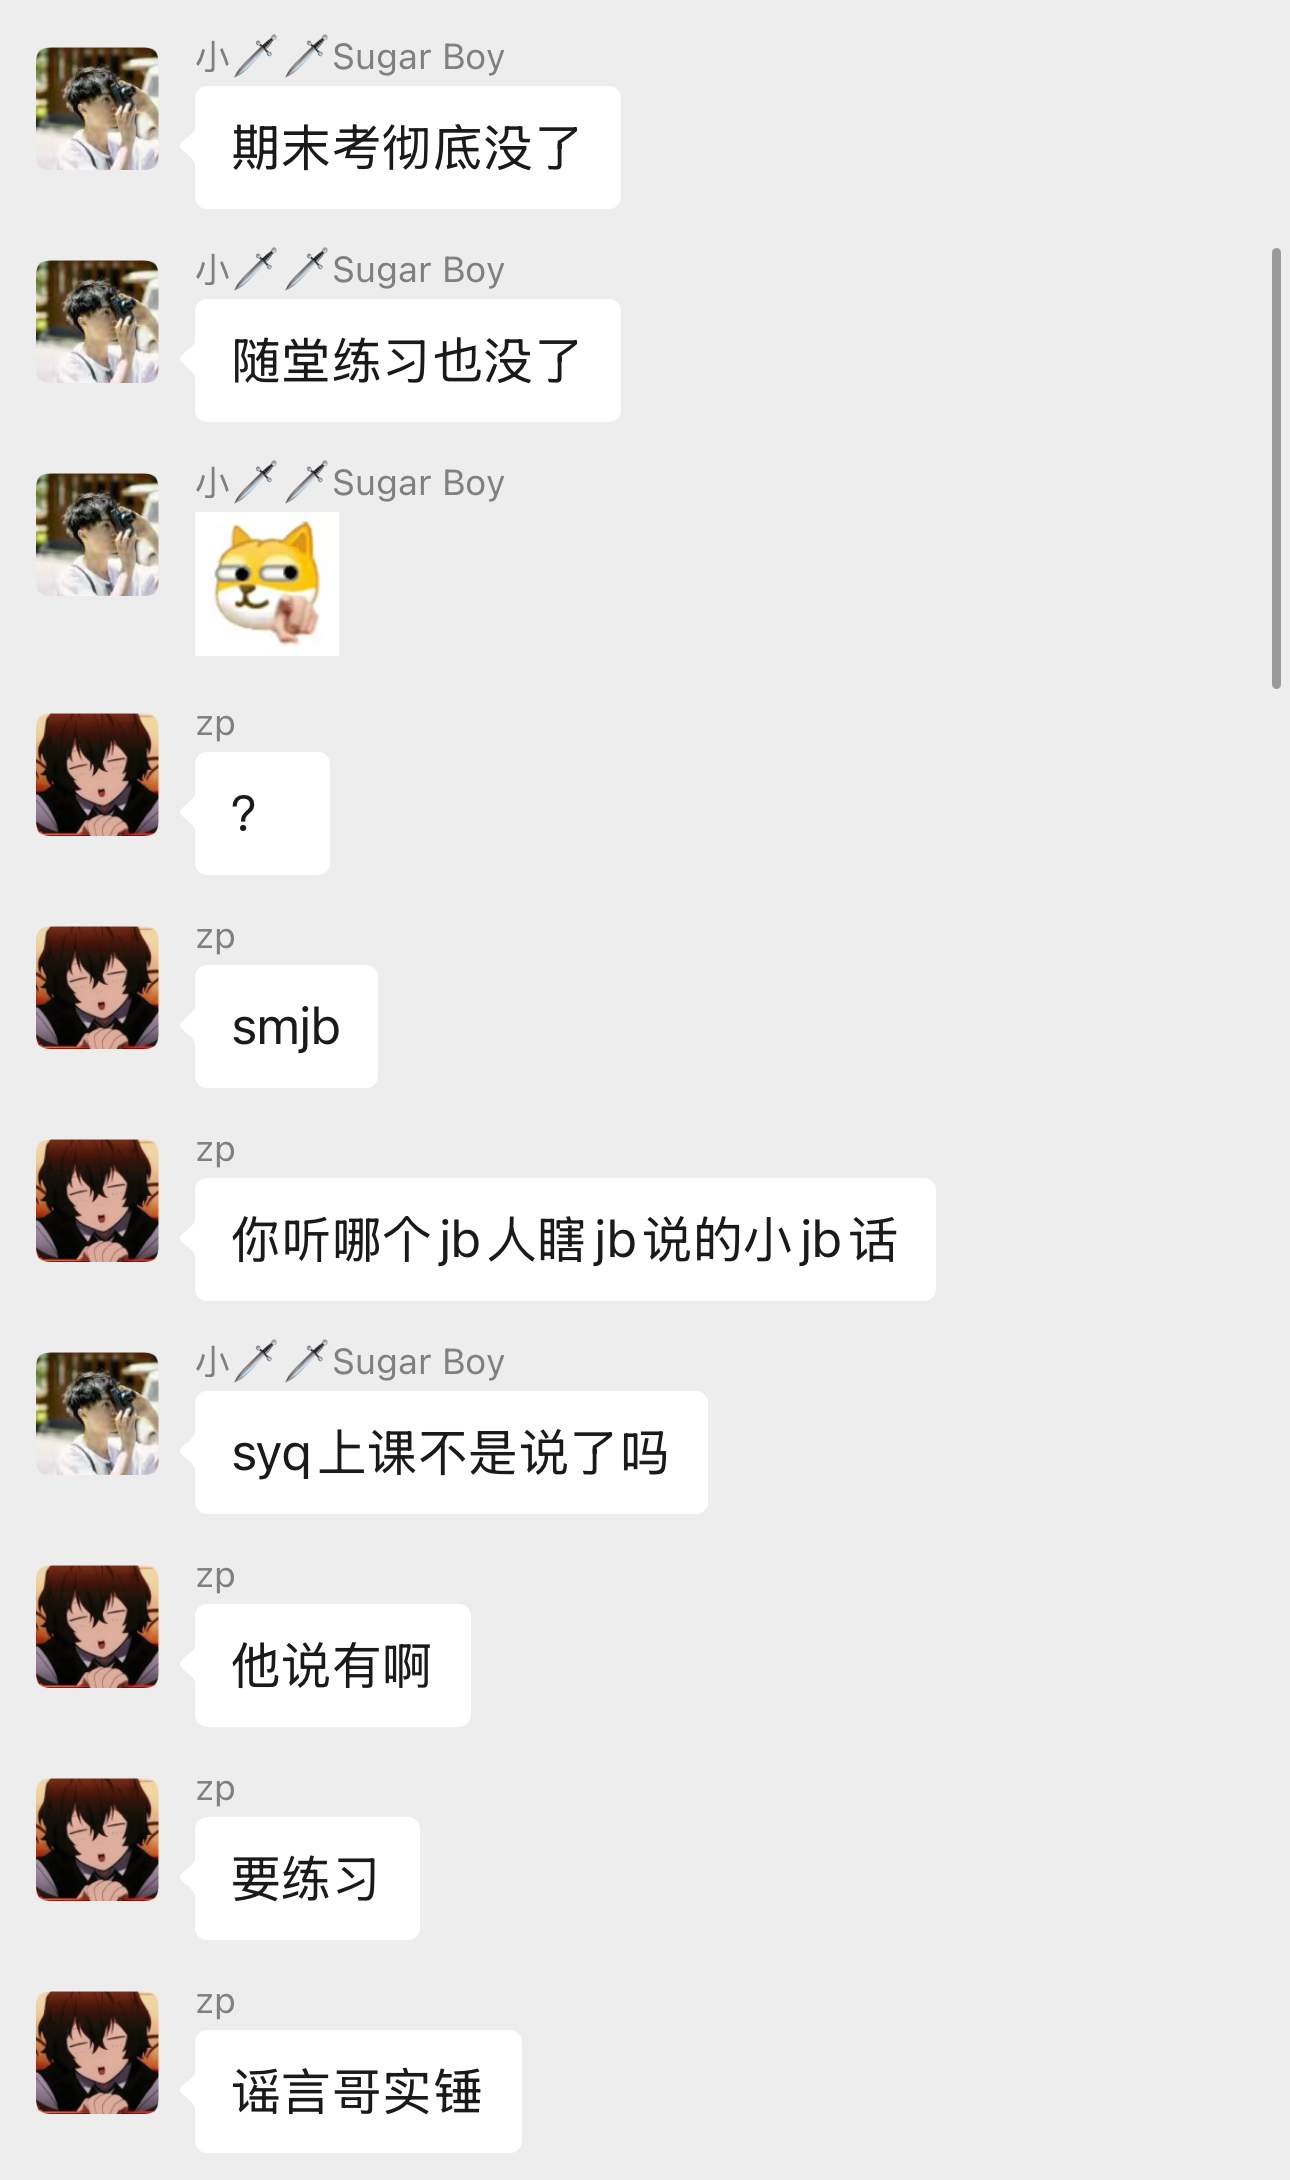 小🗡🗡Sugar Boy
期末考彻底没了
小🗡🗡Sugar Boy
随堂练习也没了
小🗡🗡Sugar Boy
zp
?
zp
smjb
zp
你听哪个jb人瞎jb说的小jb话
小🗡🗡Sugar Boy
syq上课不是说了吗
zp
他说有啊
zp
要练习
zp
谣言哥实锤